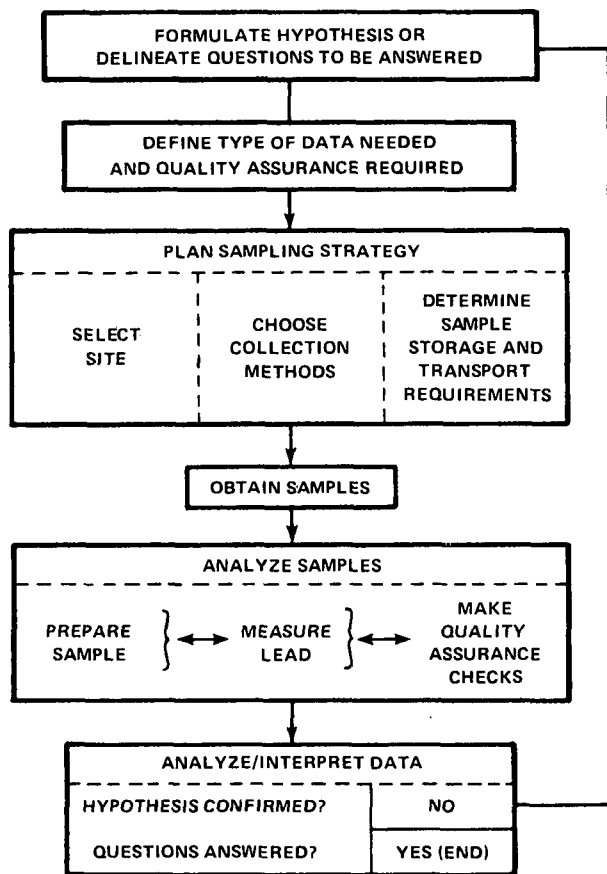 FORMULATE HYPOTHESIS OR
DELINEATE QUESTIONS TO BE ANSWERED
DEFINE TYPE OF DATA NEEDED
AND QUALITY ASSURANCE REQUIRED
PLAN SAMPLING STRATEGY
SELECT
SITE
CHOOSE
COLLECTION
METHODS
DETERMINE
SAMPLE
STORAGE AND
TRANSPORT
REQUIREMENTS
OBTAIN SAMPLES
ANALYZE SAMPLES
PREPARE
SAMPLE
MEASURE
LEAD
MAKE
QUALITY
ASSURANCE
CHECKS
ANALYZE/INTERPRET DATA
HYPOTHESIS CONFIRMED?
NO
QUESTIONS ANSWERED?
YES (END)